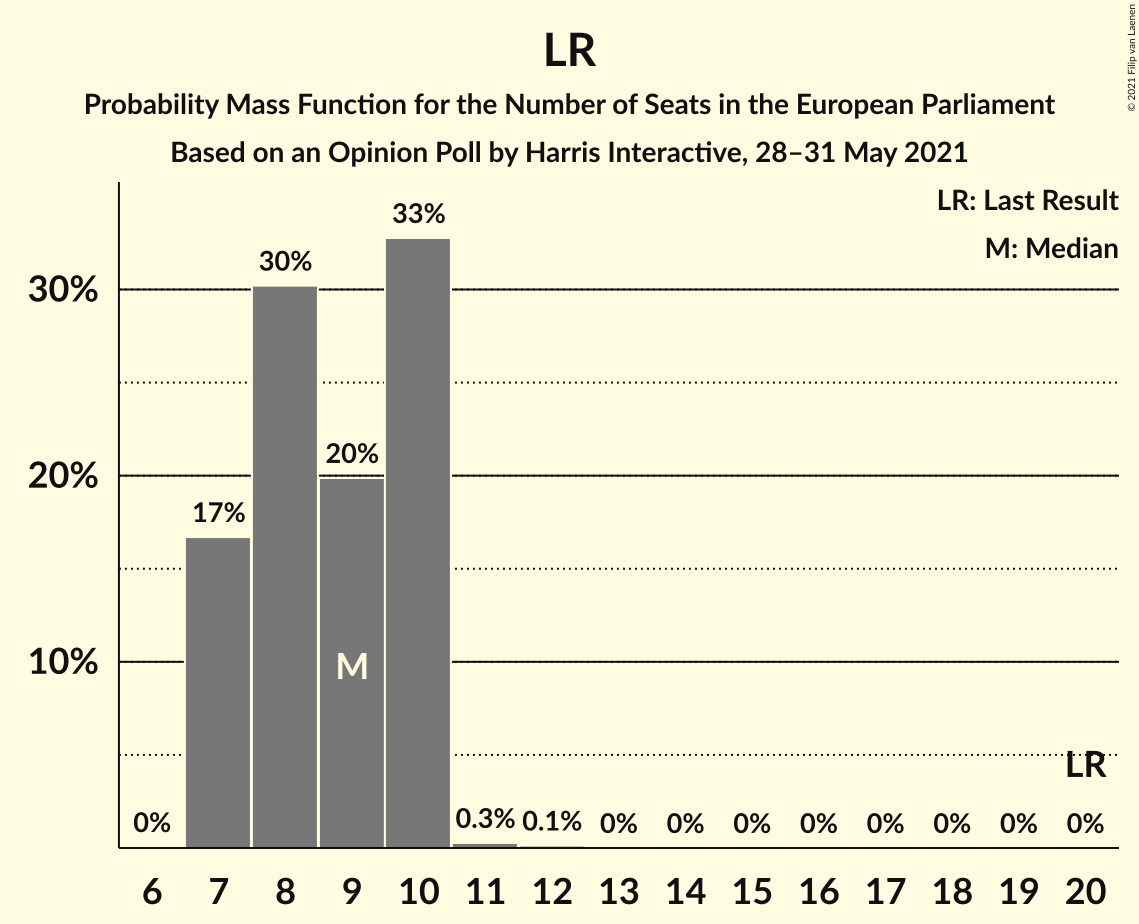 LR
Probability Mass Function for the Number of Seats in the European Parliament
Based on an Opinion Poll by Harris Interactive, 28–31 May 2021
© 2021 Filip van Laenen
LR: Last Result
M: Median
30%
20%
10%
0%
17%
30%
20%
33%
0.3%
0.1%
0%
0%
0%
0%
0%
0%
0%
0%
M
LR
6 7 8 9 10 11 12 13 14 15 16 17 18 19 20